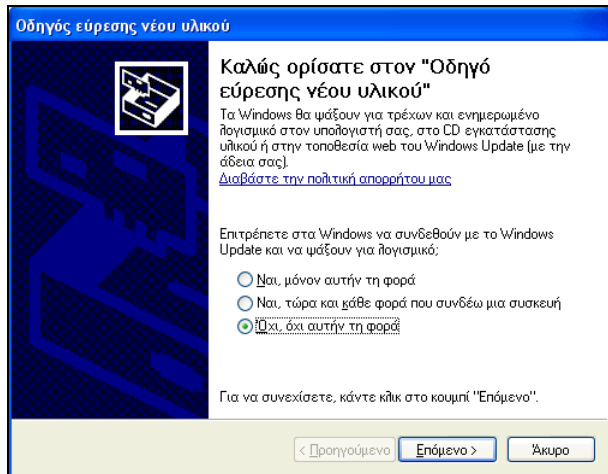 Οδηγός εύρεσης νέου υλικού
Καλώς ορίσατε στον "Οδηγό
εύρεσης νέου υλικού"
Τα Windows θα ψάξουν για τρέχων και ενημερωμένο
λογισμικό στον υπολογιστή σας, στο CD εγκατάστασης
υλικού ή στην τοποθεσία web του Windows Update (με την
άδεια σας).
Διαβάστε την πολιτική απορρήτου μας
Επιτρέπετε στα Windows να συνδεθούν με το Windows
Update και να ψάξουν για λογισμικό;
Ναι, μόνον αυτήν τη φορά
Ναι, τώρα και κάθε φορά που συνδέω μια συσκευή
Όχι, όχι αυτήν τη φορά
Για να συνεχίσετε, κάντε κλικ στο κουμπί "Επόμενο".
< Προηγούμενο Επόμενο > Άκυρο